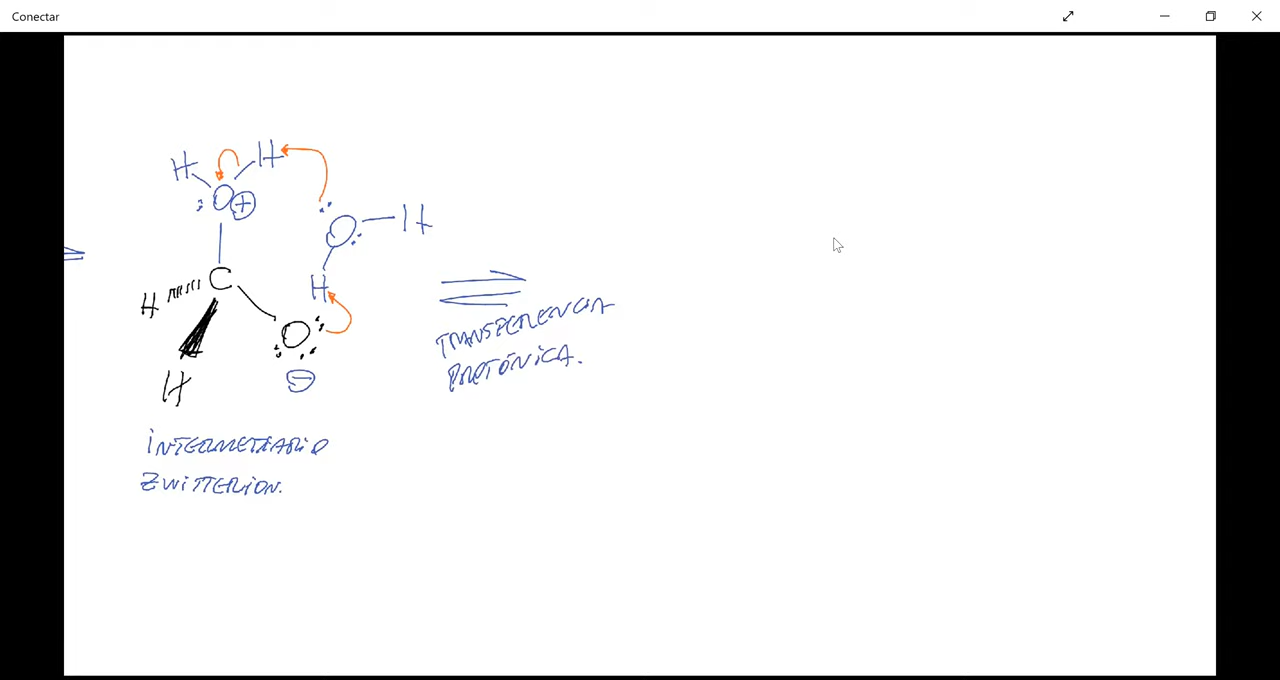 Conectar
H H
O +
O H
H
C
H
O
H
INTERMEDIARIO
ZWITTERION.
TRANSFERENCIA
PROTÓNICA.